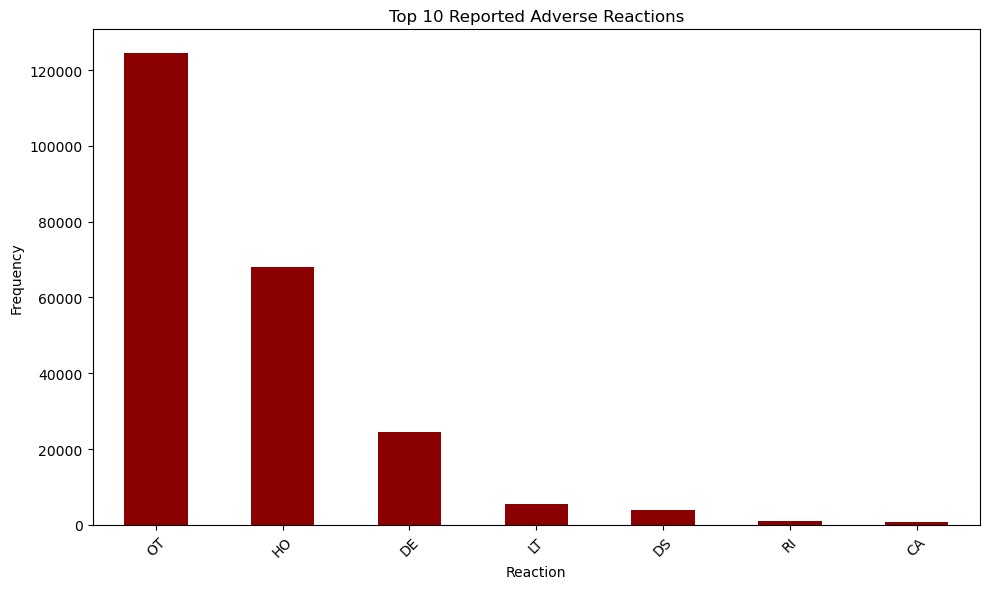 Top 10 Reported Adverse Reactions
Frequency
120000
100000
80000
60000
40000
20000
0
OT HO DE LT DS RI CA
Reaction